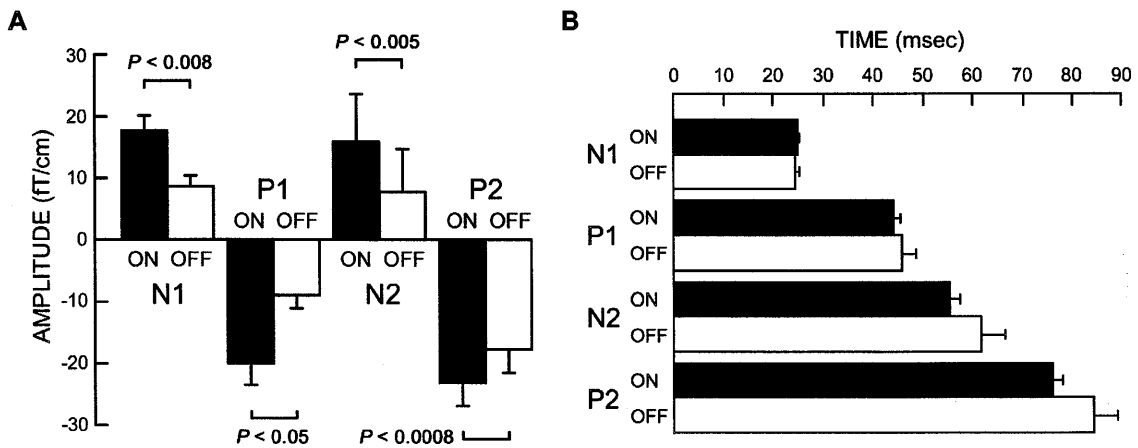 A
P < 0.008
P < 0.005
30
20
10
0
-10
-20
-30
AMPLITUDE (fT/cm)
P1
P2
ON OFF
ON OFF
ON OFF
ON OFF
N1
N2
P < 0.05
P < 0.0008
B
TIME (msec)
0 10 20 30 40 50 60 70 80 90
N1
ON
OFF
P1
ON
OFF
N2
ON
OFF
P2
ON
OFF